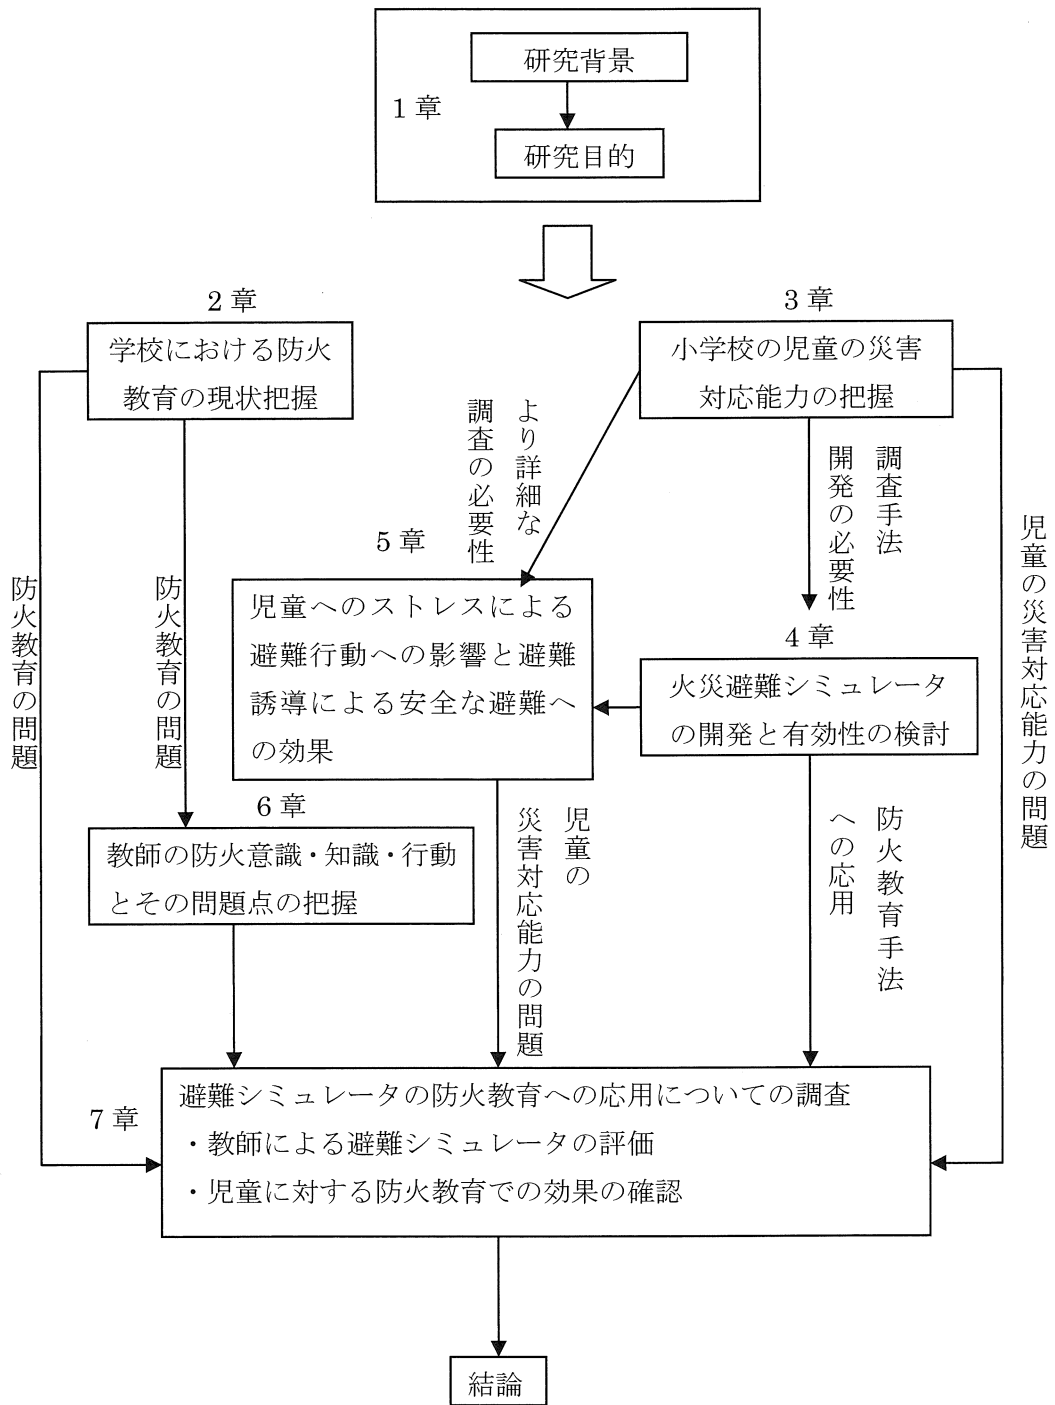 研究背景
1章
研究目的
2章
学校における防火
教育の現状把握
3章
小学校の児童の災害
対応能力の把握
より詳細な
調査の必要性
調査手法
開発の必要性
児童の災害対応能力の問題
防火教育の問題
防火教育の問題
5章
児童へのストレスによる
避難行動への影響と避難
誘導による安全な避難へ
の効果
4章
火災避難シミュレータ
の開発と有効性の検討
6章
教師の防火意識・知識・行動
とその問題点の把握
児童の
災害対応能力の問題
防火教育手法
への応用
7章
避難シミュレータの防火教育への応用についての調査
・教師による避難シミュレータの評価
・児童に対する防火教育での効果の確認
結論